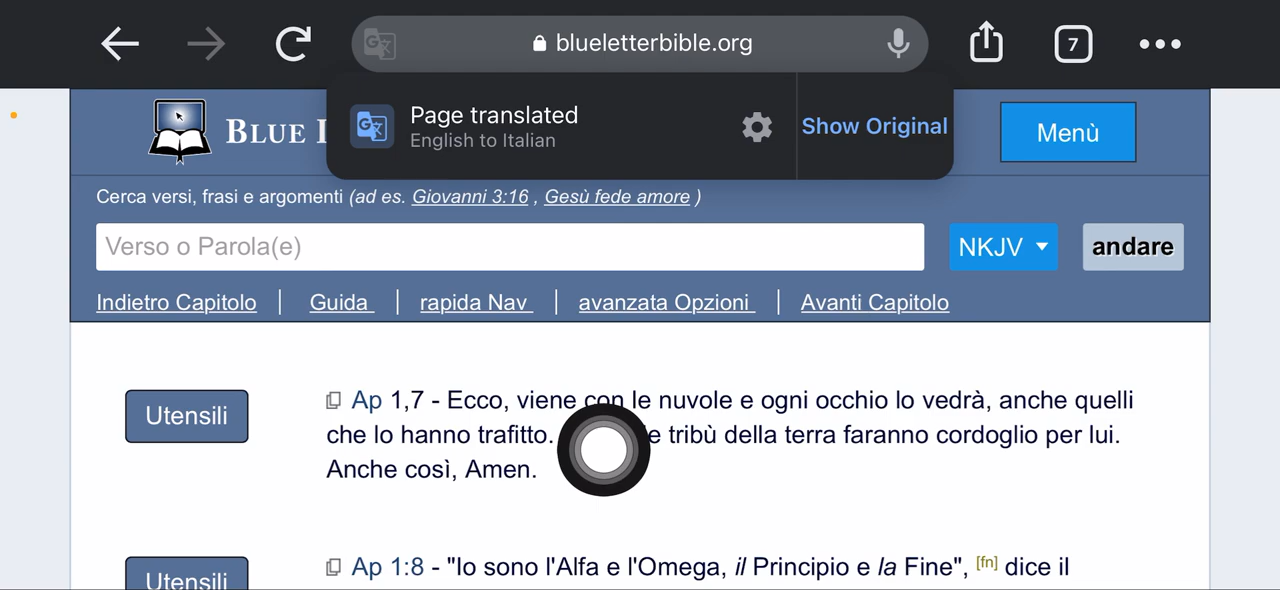 blueletterbible.org
7
Page translated
English to Italian
Show Original
BLUE
Menù
Cerca versi, frasi e argomenti (ad es. Giovanni 3:16 , Gesù fede amore )
Verso o Parola(e)
NKJV
andare
Indietro Capitolo | Guida | rapida Nav | avanzata Opzioni | Avanti Capitolo
Utensili
Ap 1,7 - Ecco, viene con le nuvole e ogni occhio lo vedrà, anche quelli
che lo hanno trafitto. tribù della terra faranno cordoglio per lui.
Anche così, Amen.
Utensili
Ap 1:8 - "Io sono l'Alfa e l'Omega, il Principio e la Fine", [fn] dice il